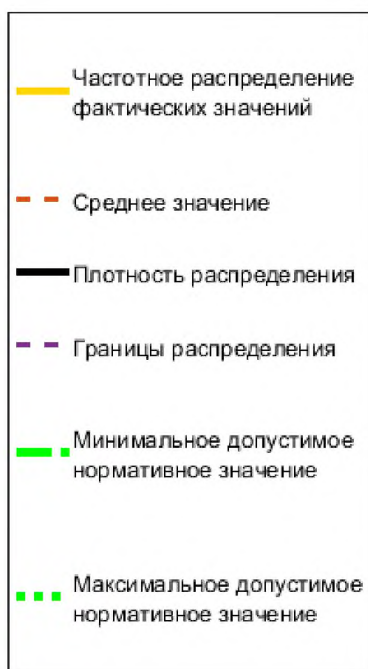 Частотное распределение
фактических значений
Среднее значение
Плотность распределения
Границы распределения
Минимальное допустимое
нормативное значение
Максимальное допустимое
нормативное значение